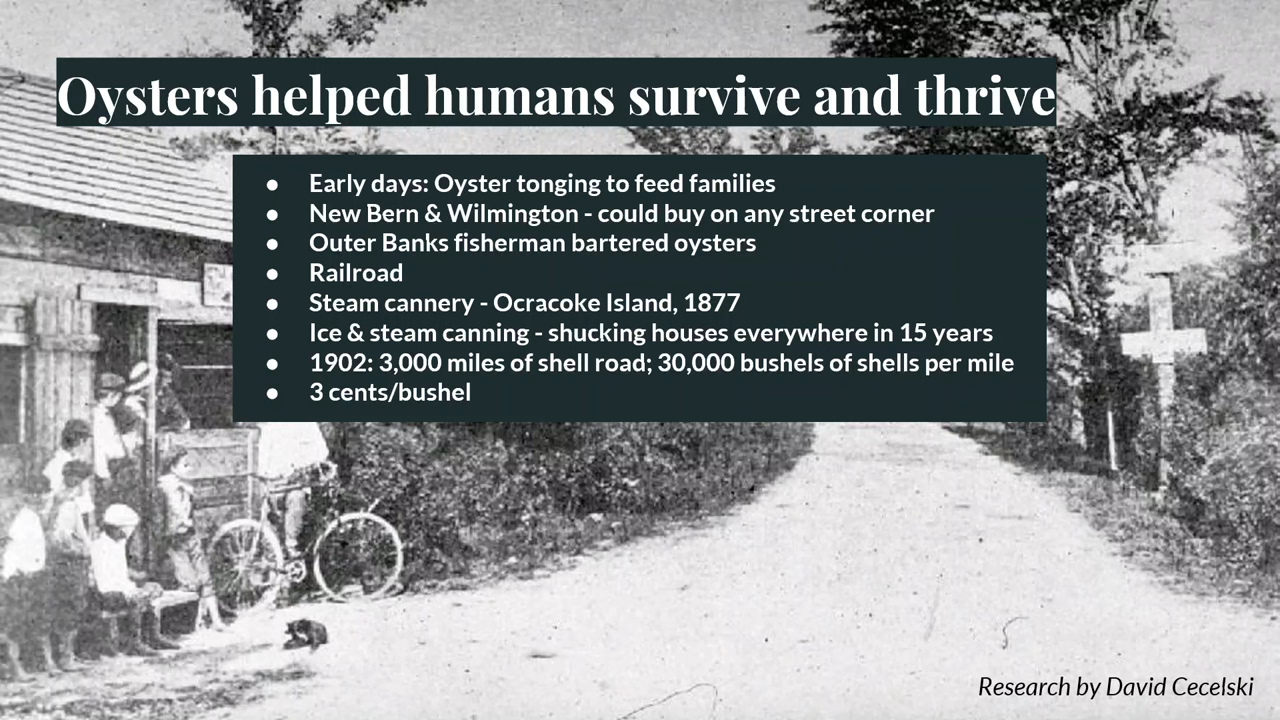 Oysters helped humans survive and thrive
● Early days: Oyster tonging to feed families
● New Bern & Wilmington - could buy on any street corner
● Outer Banks fisherman bartered oysters
● Railroad
● Steam cannery - Ocracoke Island, 1877
● Ice & steam canning - shucking houses everywhere in 15 years
● 1902: 3,000 miles of shell road; 30,000 bushels of shells per mile
● 3 cents/bushel
Research by David Cecelski